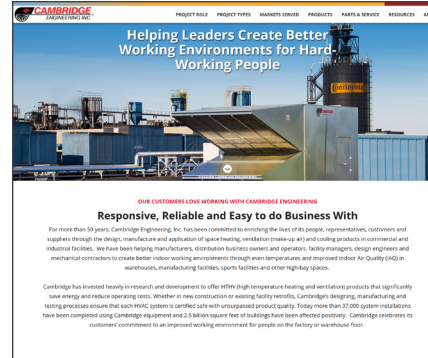 CAMBRIDGE
ENGINEERING, INC
PROJECT ROLE PROJECT TYPES MARKETS SERVED PRODUCTS PARTS & SERVICE RESOURCES
Helping Leaders Create Better
Working Environments for Hard-
Working People
Continental
OUR CUSTOMERS LOVE WORKING WITH CAMBRIDGE ENGINEERING
Responsive, Reliable and Easy to do Business With
For more than 50 years, Cambridge Engineering, Inc. has been committed to enriching the lives of its people, representatives, customers and
suppliers through the design, manufacture and application of space heating, ventilation (make-up air) and cooling products in commercial and
industrial facilities. We have been helping manufacturers, distribution business owners and operators, facility managers, design engineers and
mechanical contractors to create better indoor working environments through even temperatures and improved Indoor Air Quality (IAQ) in
warehouses, manufacturing facilities, sports facilities and other high-bay spaces.
Cambridge has invested heavily in research and development to offer HTHV (high temperature heating and ventilation) products that significantly
save energy and reduce operating costs. Whether in new construction or existing facility retrofits, Cambridge's designing, manufacturing and
testing processes ensure that each HVAC system is certified safe with unsurpassed product quality. Today more than 37,000 system installations
have been completed using Cambridge equipment and 2.5 billion square feet of buildings have been affected positively. Cambridge celebrates its
customers' commitment to an improved working environment for people on the factory or warehouse floor.